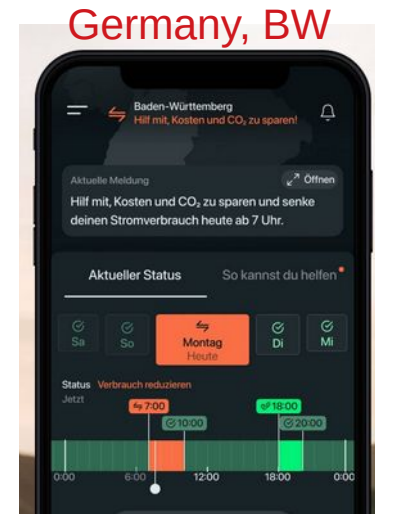 Germany, BW
Baden-Württemberg
Hilf mit, Kosten und CO₂ zu sparen!
Aktuelle Meldung
Öffnen
Hilf mit, Kosten und CO₂ zu sparen und senke
deinen Stromverbrauch heute ab 7 Uhr.
Aktueller Status
So kannst du helfen
Sa
So
Montag
Heute
Di
Mi
Status Verbrauch reduzieren
Jetzt
7:00
18:00
10:00
20:00
0:00 6:00 12:00 18:00 0:00